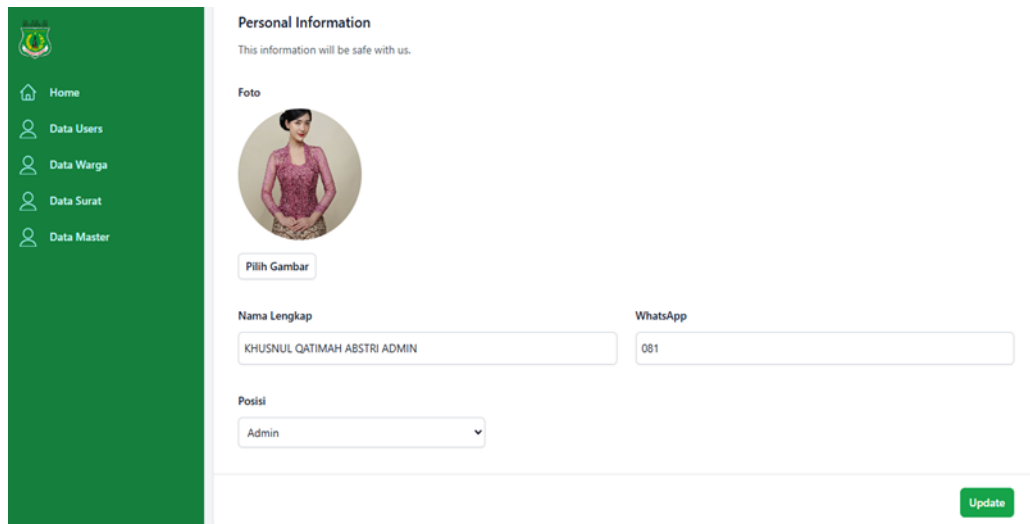 Home
Data Users
Data Warga
Data Surat
Data Master
Personal Information
This information will be safe with us.
Foto
Pilih Gambar
Nama Lengkap
WhatsApp
KHUSNUL QATIMAH ABSTRI ADMIN
081
Posisi
Admin
Update